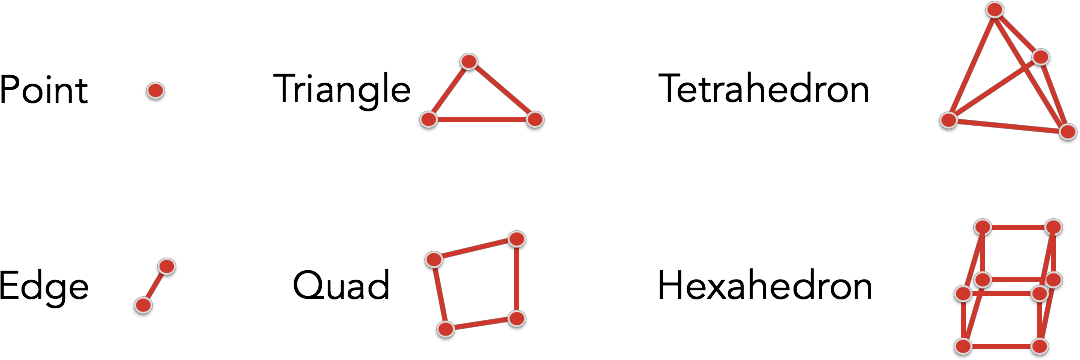 Point
Triangle
Tetrahedron
Edge
Quad
Hexahedron